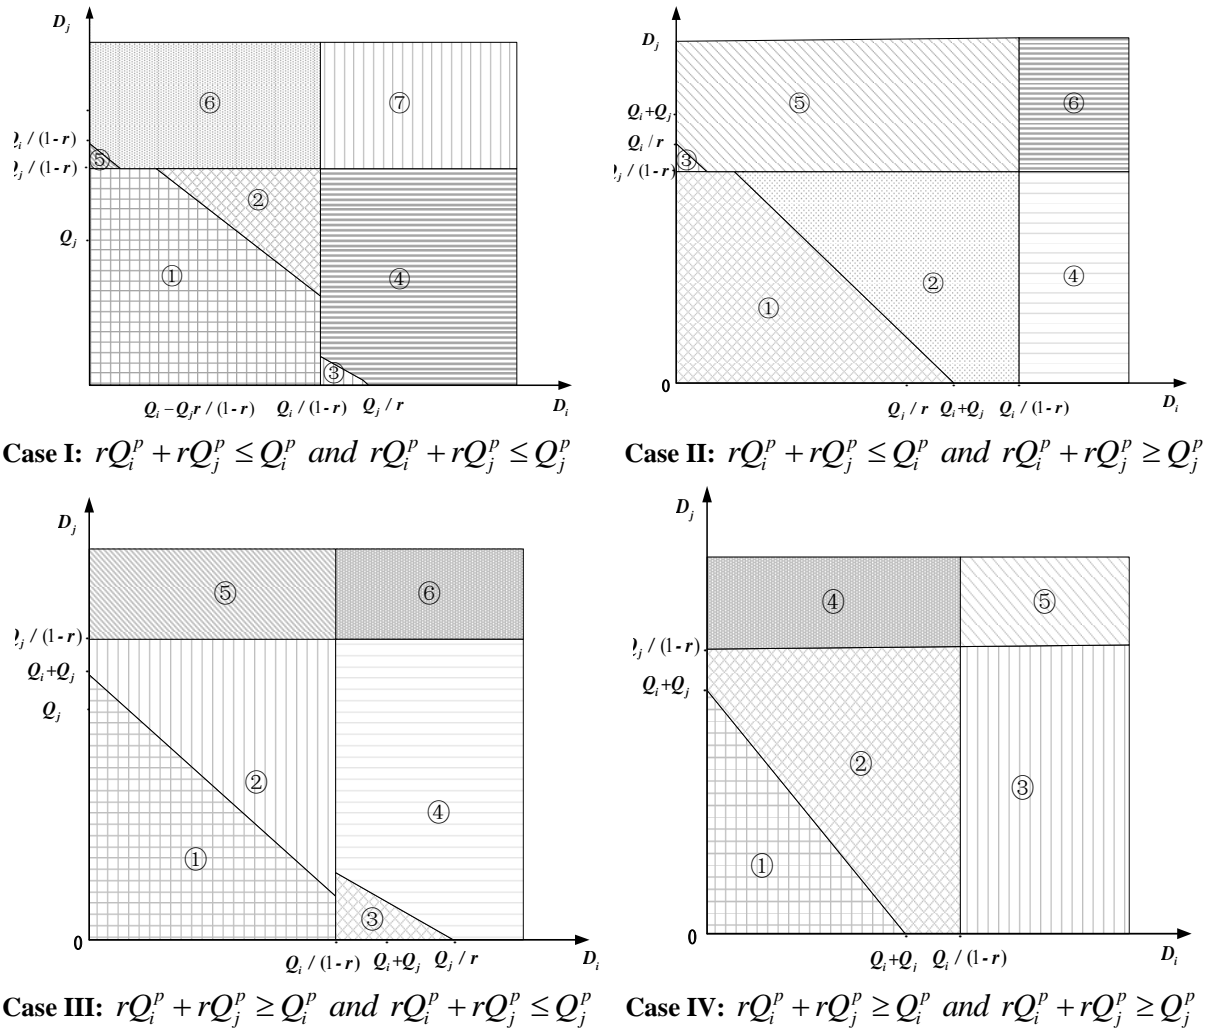 D_j
⑥ ⑦
Q_i / (1-r)
⑤
Q_j / (1-r)
②
Q_j
① ④
③
Q_i − Q_j r / (1-r) Q_i / (1-r) Q_j / r D_i
Case I: rQ_i^p + rQ_j^p ≤ Q_i^p and rQ_i^p + rQ_j^p ≤ Q_j^p
D_j
⑤ ⑥
Q_i+Q_j
Q_i / r
③
Q_j / (1-r)
② ④
①
0
Q_j / r Q_i+Q_j Q_i / (1-r) D_i
Case II: rQ_i^p + rQ_j^p ≤ Q_i^p and rQ_i^p + rQ_j^p ≥ Q_j^p
D_j
⑤ ⑥
Q_j / (1-r)
Q_i+Q_j
Q_j
② ④
① ③
0
Q_i / (1-r) Q_i+Q_j Q_j / r D_i
Case III: rQ_i^p + rQ_j^p ≥ Q_i^p and rQ_i^p + rQ_j^p ≤ Q_j^p
D_j
④ ⑤
Q_j / (1-r)
Q_i+Q_j
② ③
①
0
Q_i+Q_j Q_i / (1-r) D_i
Case IV: rQ_i^p + rQ_j^p ≥ Q_i^p and rQ_i^p + rQ_j^p ≥ Q_j^p